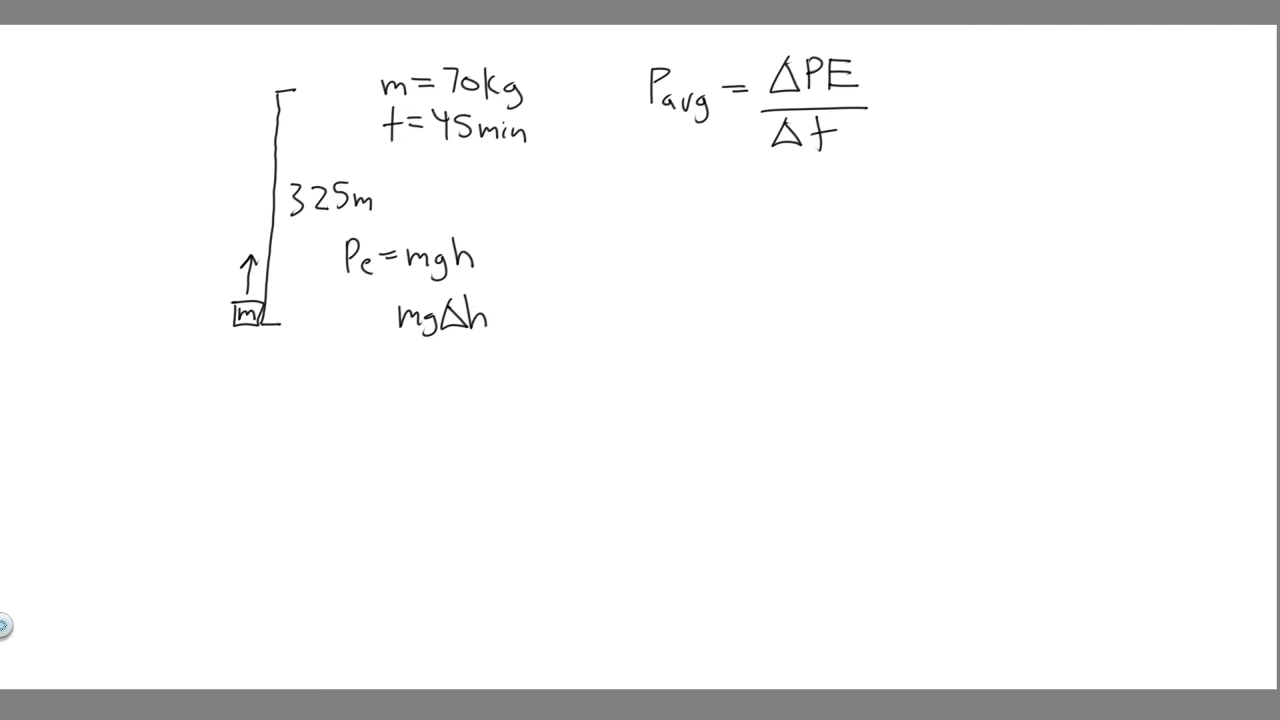 m = 70kg
t = 45min
325m
Pe = mgh
mgΔh
m
Pavg = ΔPE / Δt